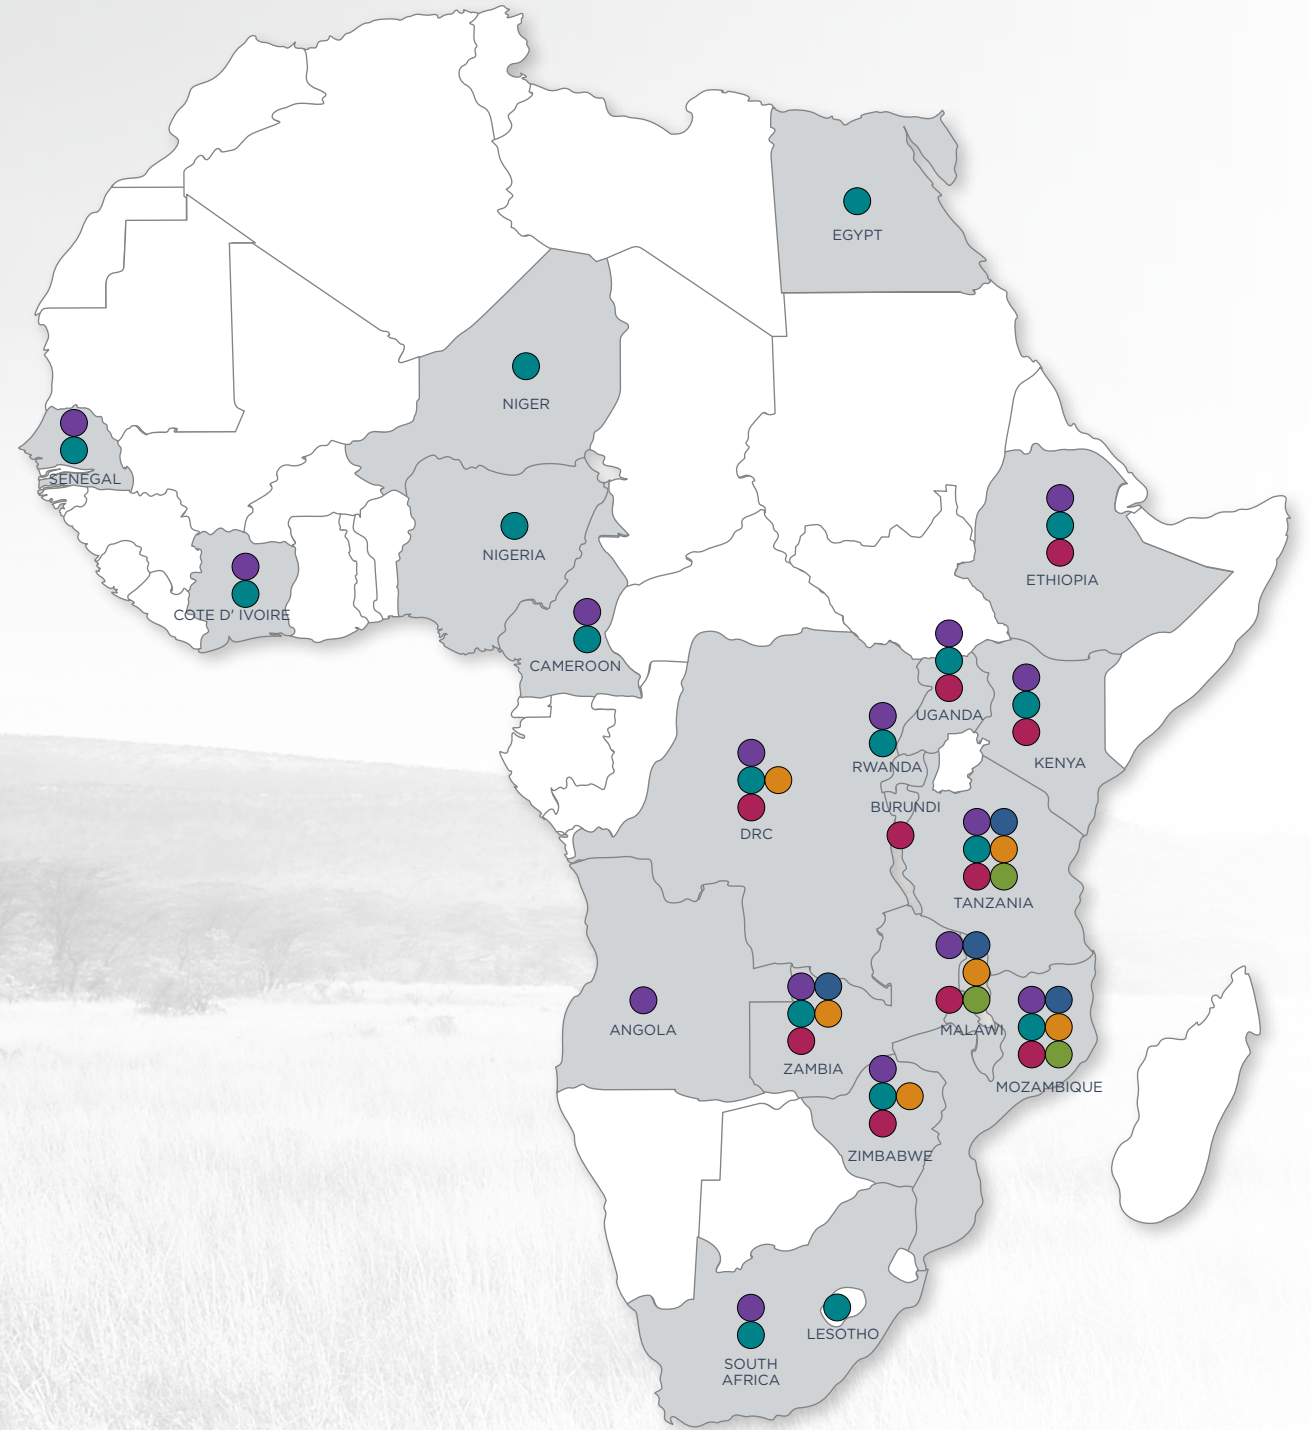 EGYPT
NIGER
SENEGAL
NIGERIA
ETHIOPIA
COTE D' IVOIRE
CAMEROON
UGANDA
KENYA
RWANDA
BURUNDI
DRC
TANZANIA
ANGOLA
MALAWI
ZAMBIA
MOZAMBIQUE
ZIMBABWE
LESOTHO
SOUTH
AFRICA